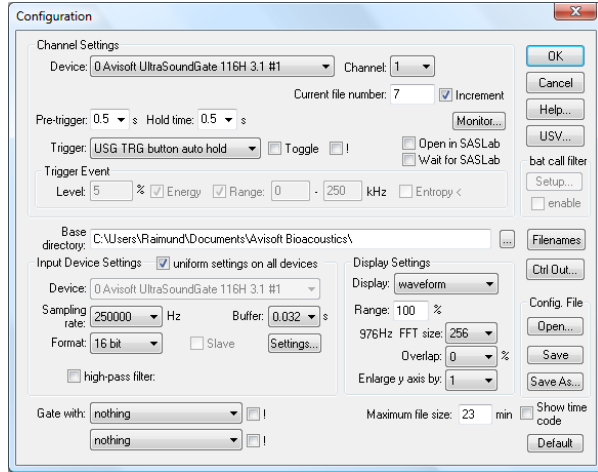 Configuration
Channel Settings
Device: 0 Avisoft UltraSoundGate 116H 3.1 #1 Channel: 1
Current file number: 7 Increment
Pre-trigger: 0.5 s Hold time: 0.5 s Monitor...
Trigger: USG TRG button auto hold Toggle ! Open in SASLab
Wait for SASLab
Trigger Event
Level: 5 % Energy Range: 0 - 250 kHz Entropy <
OK
Cancel
Help...
USV...
bat call filter
Setup...
enable
Base
directory: C:\Users\Raimund\Documents\Avisoft Bioacoustics\ ... Filenames
Input Device Settings uniform settings on all devices
Device: 0 Avisoft UltraSoundGate 116H 3.1 #1
Sampling
rate: 250000 Hz Buffer: 0.032 s
Format: 16 bit Slave Settings...
high-pass filter:
Display Settings
Display: waveform
Range: 100 %
976Hz FFT size: 256
Overlap: 0 %
Enlarge y axis by: 1
Ctrl Out...
Config. File
Open...
Save
Save As...
Gate with: nothing !
nothing !
Maximum file size: 23 min
Show time
code
Default